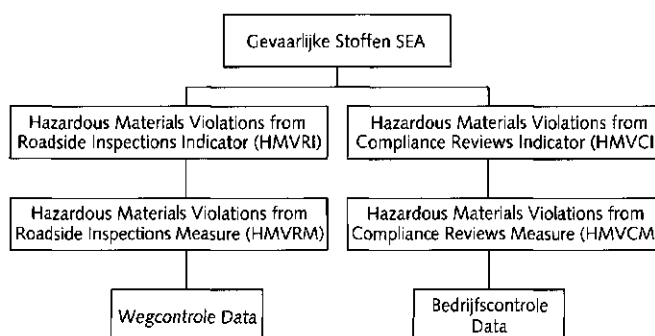 Gevaarlijke Stoffen SEA
Hazardous Materials Violations from
Roadside Inspections Indicator (HMVRI)
Hazardous Materials Violations from
Compliance Reviews Indicator (HMVCI
Hazardous Materials Violations from
Roadside Inspections Measure (HMVRM)
Hazardous Materials Violations from
Compliance Reviews Measure (HMVCM
Wegcontrole Data
Bedrijfscontrole
Data